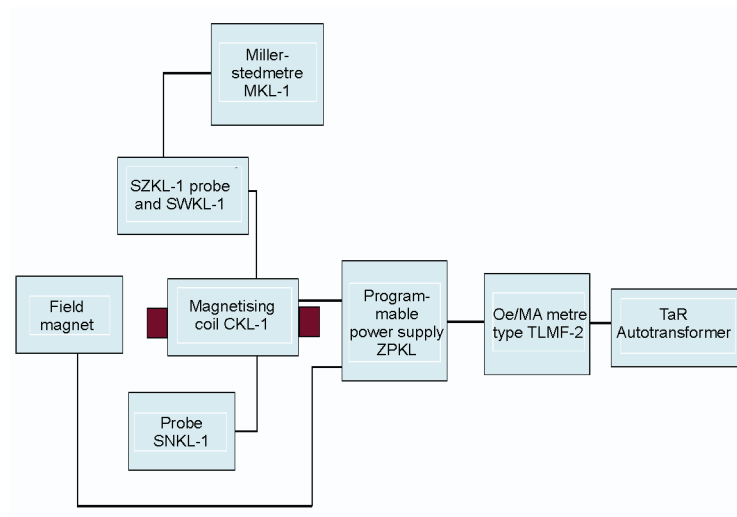 Miller-
stedmetre
MKL-1
SZKL-1 probe
and SWKL-1
Field
magnet
Magnetising
coil CKL-1
Program-
mable
power supply
ZPKL
Oe/MA metre
type TLMF-2
TaR
Autotransformer
Probe
SNKL-1